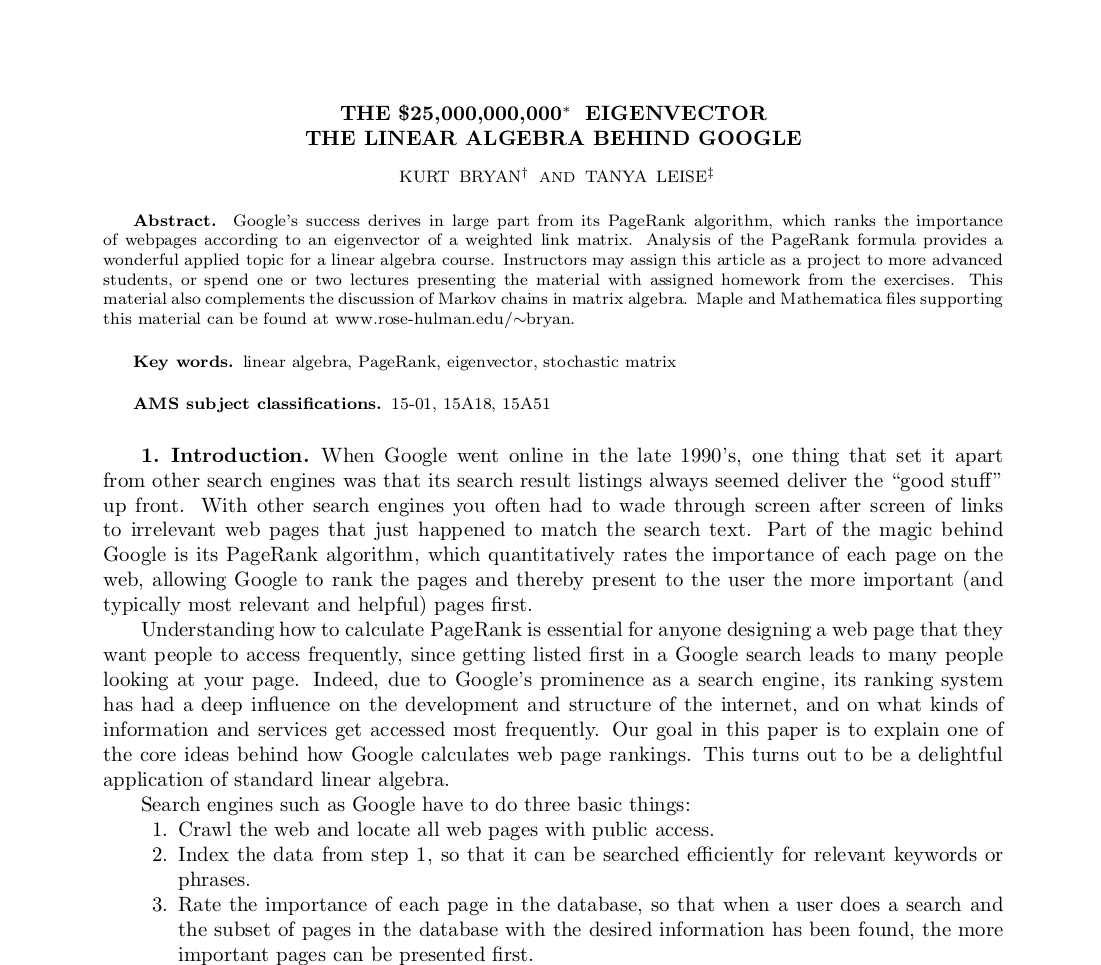 THE $25,000,000,000* EIGENVECTOR
THE LINEAR ALGEBRA BEHIND GOOGLE
KURT BRYAN† AND TANYA LEISE‡
Abstract. Google's success derives in large part from its PageRank algorithm, which ranks the importance
of webpages according to an eigenvector of a weighted link matrix. Analysis of the PageRank formula provides a
wonderful applied topic for a linear algebra course. Instructors may assign this article as a project to more advanced
students, or spend one or two lectures presenting the material with assigned homework from the exercises. This
material also complements the discussion of Markov chains in matrix algebra. Maple and Mathematica files supporting
this material can be found at www.rose-hulman.edu/∼bryan.
Key words. linear algebra, PageRank, eigenvector, stochastic matrix
AMS subject classifications. 15-01, 15A18, 15A51
1. Introduction. When Google went online in the late 1990's, one thing that set it apart
from other search engines was that its search result listings always seemed deliver the “good stuff”
up front. With other search engines you often had to wade through screen after screen of links
to irrelevant web pages that just happened to match the search text. Part of the magic behind
Google is its PageRank algorithm, which quantitatively rates the importance of each page on the
web, allowing Google to rank the pages and thereby present to the user the more important (and
typically most relevant and helpful) pages first.
Understanding how to calculate PageRank is essential for anyone designing a web page that they
want people to access frequently, since getting listed first in a Google search leads to many people
looking at your page. Indeed, due to Google's prominence as a search engine, its ranking system
has had a deep influence on the development and structure of the internet, and on what kinds of
information and services get accessed most frequently. Our goal in this paper is to explain one of
the core ideas behind how Google calculates web page rankings. This turns out to be a delightful
application of standard linear algebra.
Search engines such as Google have to do three basic things:
1. Crawl the web and locate all web pages with public access.
2. Index the data from step 1, so that it can be searched efficiently for relevant keywords or
phrases.
3. Rate the importance of each page in the database, so that when a user does a search and
the subset of pages in the database with the desired information has been found, the more
important pages can be presented first.